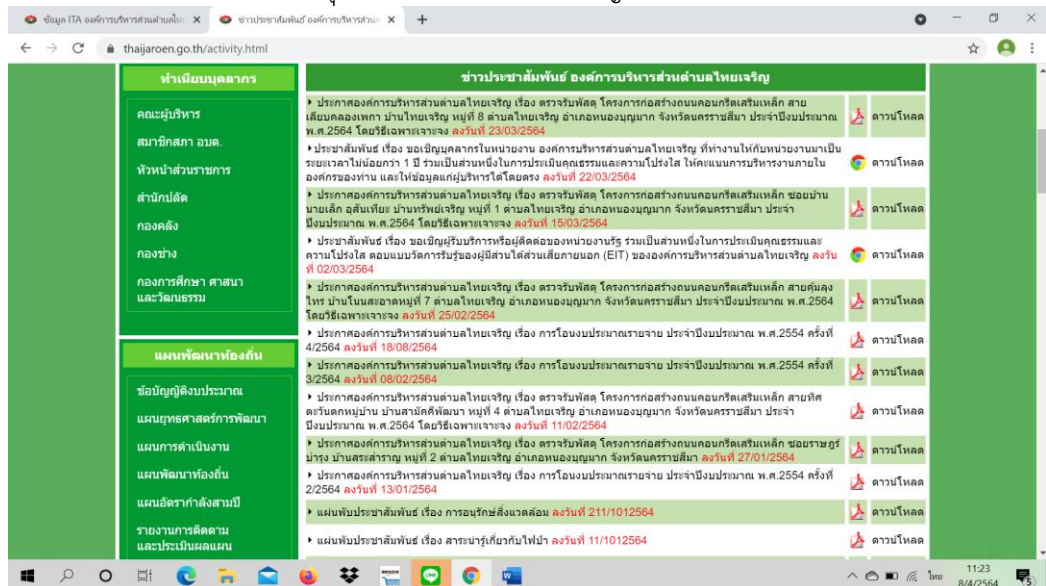 ข้อมูล ITA องค์การบริหารส่วนตำบลไทย
ข่าวประชาสัมพันธ์ องค์การบริหารส่วน
thaijaroen.go.th/activity.html
ทำเนียบบุคลากร
คณะผู้บริหาร
สมาชิกสภา อบต.
หัวหน้าส่วนราชการ
สำนักปลัด
กองคลัง
กองช่าง
กองการศึกษา ศาสนา
และวัฒนธรรม
แผนพัฒนาท้องถิ่น
ข้อบัญญัติงบประมาณ
แผนยุทธศาสตร์การพัฒนา
แผนการดำเนินงาน
แผนพัฒนาท้องถิ่น
แผนอัตรากำลังสามปี
รายงานการติดตาม
และประเมินผลแผน
ข่าวประชาสัมพันธ์ องค์การบริหารส่วนตำบลไทยเจริญ
ประกาศองค์การบริหารส่วนตำบลไทยเจริญ เรื่อง ตรวจรับพัสดุ โครงการก่อสร้างถนนคอนกรีตเสริมเหล็ก สาย
เลียบคลองเพกา บ้านไทยเจริญ หมู่ที่ 8 ตำบลไทยเจริญ อำเภอหนองบุญมาก จังหวัดนครราชสีมา ประจำปีงบประมาณ
พ.ศ.2564 โดยวิธีเฉพาะเจาะจง ลงวันที่ 23/03/2564
ดาวน์โหลด
ประชาสัมพันธ์ เรื่อง ขอเชิญบุคลากรในหน่วยงาน องค์การบริหารส่วนตำบลไทยเจริญ ที่ทำงานให้กับหน่วยงานมาเป็น
ระยะเวลาไม่น้อยกว่า 1 ปี ร่วมเป็นส่วนหนึ่งในการประเมินคุณธรรมและความโปร่งใส ให้คะแนนการบริหารงานภายใน
องค์กรของท่าน และให้ข้อมูลแก่ผู้บริหารได้โดยตรง ลงวันที่ 22/03/2564
ดาวน์โหลด
ประกาศองค์การบริหารส่วนตำบลไทยเจริญ เรื่อง ตรวจรับพัสดุ โครงการก่อสร้างถนนคอนกรีตเสริมเหล็ก ซอยบ้าน
นายเล็ก อุสันเทียะ บ้านทรัพย์เจริญ หมู่ที่ 1 ตำบลไทยเจริญ อำเภอหนองบุญมาก จังหวัดนครราชสีมา ประจำ
ปีงบประมาณ พ.ศ.2564 โดยวิธีเฉพาะเจาะจง ลงวันที่ 15/03/2564
ดาวน์โหลด
ประชาสัมพันธ์ เรื่อง ขอเชิญผู้รับบริการหรือผู้ติดต่อของหน่วยงานรัฐ ร่วมเป็นส่วนหนึ่งในการประเมินคุณธรรมและ
ความโปร่งใส ตอบแบบวัดการรับรู้ของผู้มีส่วนได้ส่วนเสียภายนอก (EIT) ขององค์การบริหารส่วนตำบลไทยเจริญ ลงวัน
ที่ 02/03/2564
ดาวน์โหลด
ประกาศองค์การบริหารส่วนตำบลไทยเจริญ เรื่อง ตรวจรับพัสดุ โครงการก่อสร้างถนนคอนกรีตเสริมเหล็ก สายคุ้มลุง
ไทร บ้านโนนสะอาดหมู่ที่ 7 ตำบลไทยเจริญ อำเภอหนองบุญมาก จังหวัดนครราชสีมา ประจำปีงบประมาณ พ.ศ.2564
โดยวิธีเฉพาะเจาะจง ลงวันที่ 25/02/2564
ดาวน์โหลด
ประกาศองค์การบริหารส่วนตำบลไทยเจริญ เรื่อง การโอนงบประมาณรายจ่าย ประจำปีงบประมาณ พ.ศ.2554 ครั้งที่
4/2564 ลงวันที่ 18/08/2564
ดาวน์โหลด
ประกาศองค์การบริหารส่วนตำบลไทยเจริญ เรื่อง การโอนงบประมาณรายจ่าย ประจำปีงบประมาณ พ.ศ.2554 ครั้งที่
3/2564 ลงวันที่ 08/02/2564
ดาวน์โหลด
ประกาศองค์การบริหารส่วนตำบลไทยเจริญ เรื่อง ตรวจรับพัสดุ โครงการก่อสร้างถนนคอนกรีตเสริมเหล็ก สายทิศ
ตะวันตกหมู่บ้าน บ้านสามัคคีพัฒนา หมู่ที่ 4 ตำบลไทยเจริญ อำเภอหนองบุญมาก จังหวัดนครราชสีมา ประจำ
ปีงบประมาณ พ.ศ.2564 โดยวิธีเฉพาะเจาะจง ลงวันที่ 11/02/2564
ดาวน์โหลด
ประกาศองค์การบริหารส่วนตำบลไทยเจริญ เรื่อง ตรวจรับพัสดุ โครงการก่อสร้างถนนคอนกรีตเสริมเหล็ก ซอยราษฎร์
บำรุง บ้านสระสำราญ หมู่ที่ 2 ตำบลไทยเจริญ อำเภอหนองบุญมาก จังหวัดนครราชสีมา ลงวันที่ 27/01/2564
ดาวน์โหลด
ประกาศองค์การบริหารส่วนตำบลไทยเจริญ เรื่อง การโอนงบประมาณรายจ่าย ประจำปีงบประมาณ พ.ศ.2554 ครั้งที่
2/2564 ลงวันที่ 13/01/2564
ดาวน์โหลด
แผ่นพับประชาสัมพันธ์ เรื่อง การอนุรักษ์สิ่งแวดล้อม ลงวันที่ 211/1012564
ดาวน์โหลด
แผ่นพับประชาสัมพันธ์ เรื่อง สาระน่ารู้เกี่ยวกับไฟป่า ลงวันที่ 11/1012564
ดาวน์โหลด
ไทย
11:23
8/4/2564